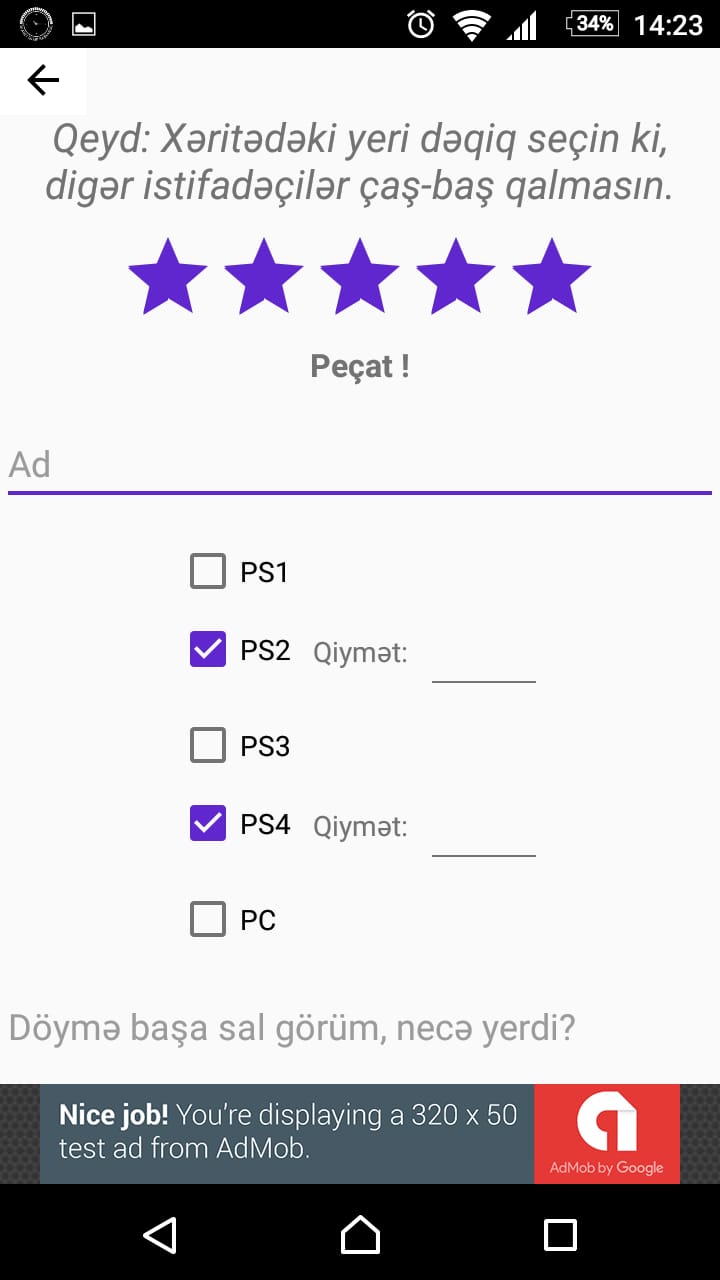 34% 14:23
Qeyd: Xəritədəki yeri dəqiq seçin ki,
digər istifadəçilər çaş-baş qalmasın.
Peçat !
Ad
PS1
PS2 Qiymət:
PS3
PS4 Qiymət:
PC
Döymə başa sal görüm, necə yerdi?
Nice job! You're displaying a 320 x 50
test ad from AdMob.
AdMob by Google